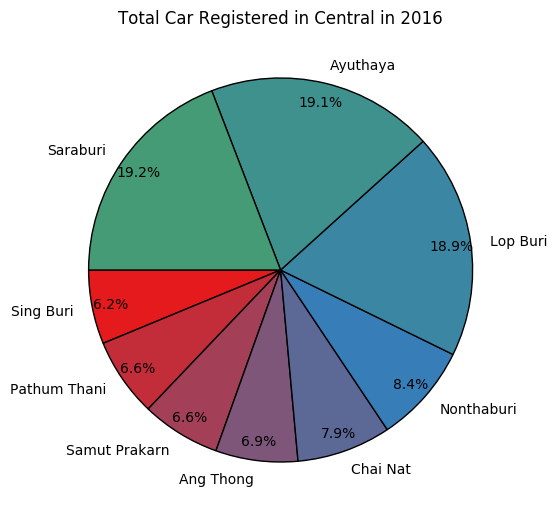 Total Car Registered in Central in 2016
Ayuthaya
19.1%
Saraburi
19.2%
Lop Buri
18.9%
Sing Buri
6.2%
Pathum Thani
6.6%
Samut Prakarn
6.6%
Ang Thong
6.9%
Chai Nat
7.9%
Nonthaburi
8.4%